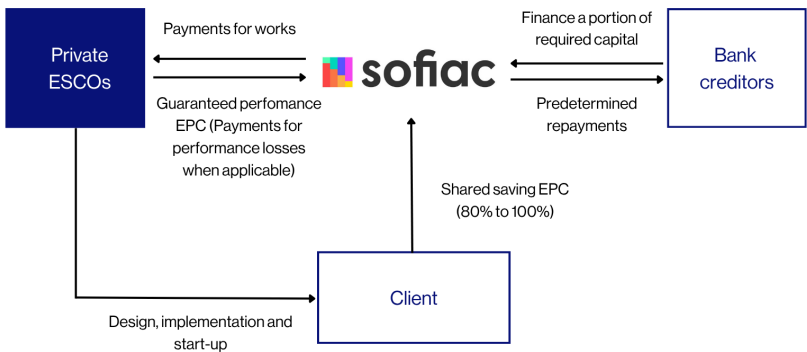 Private
ESCOs
Payments for works
Guaranteed perfomance
EPC (Payments for
performance losses
when applicable)
sofiac
Finance a portion of
required capital
Predetermined
repayments
Bank
creditors
Shared saving EPC
(80% to 100%)
Client
Design, implementation and
start-up